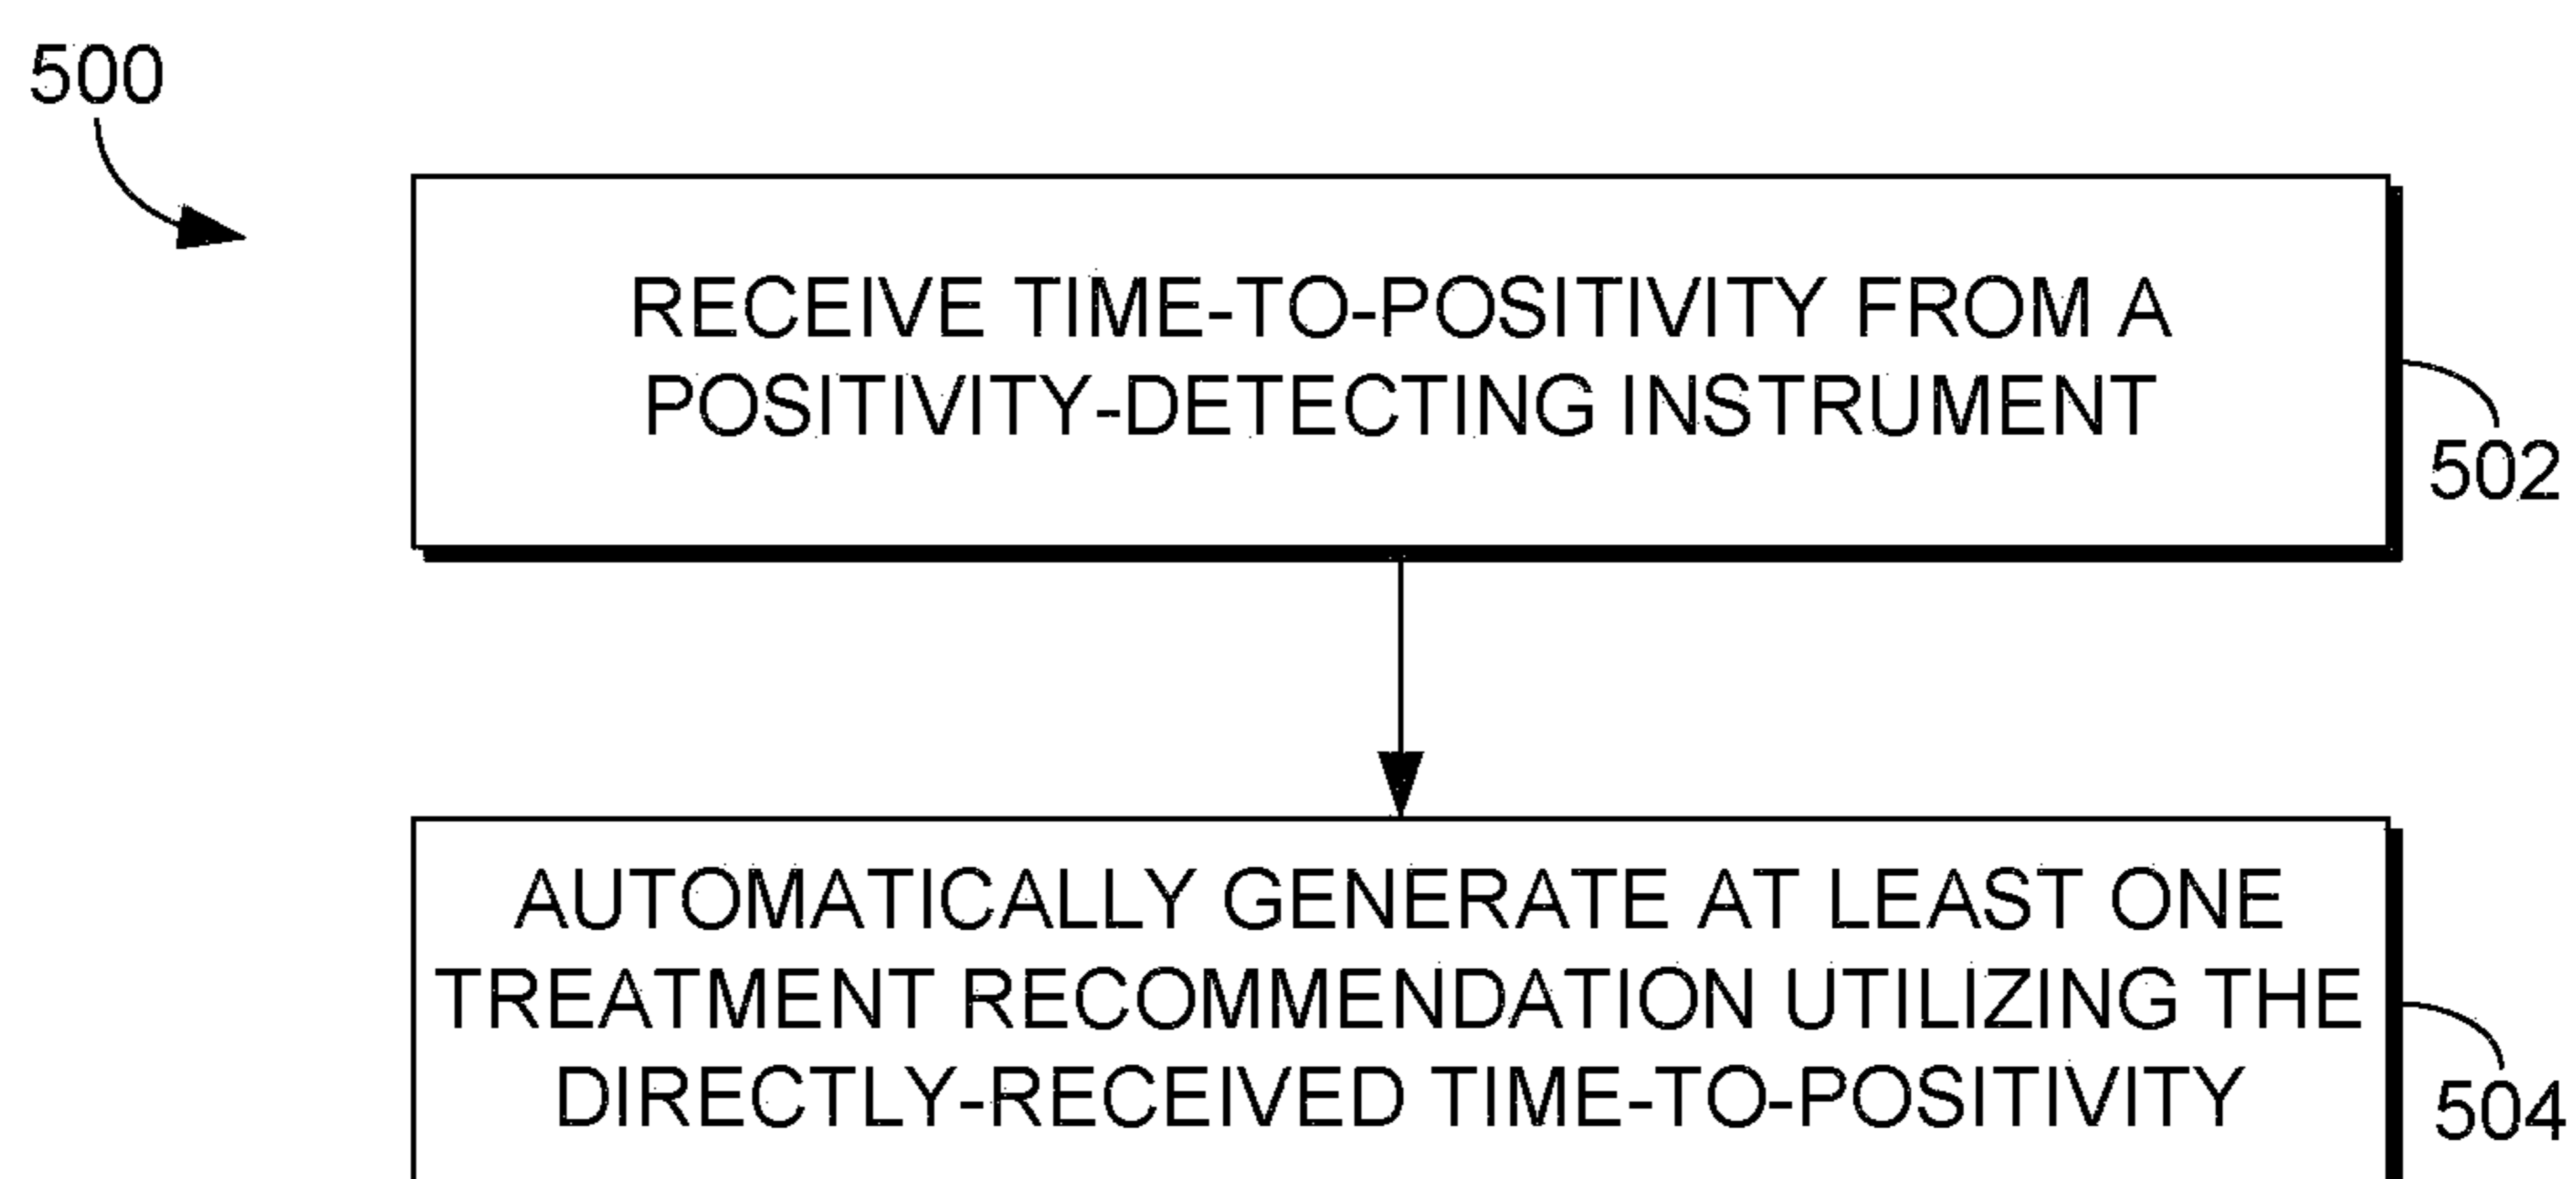 500
RECEIVE TIME-TO-POSITIVITY FROM A
POSITIVITY-DETECTING INSTRUMENT
502
AUTOMATICALLY GENERATE AT LEAST ONE
TREATMENT RECOMMENDATION UTILIZING THE
DIRECTLY-RECEIVED TIME-TO-POSITIVITY
504